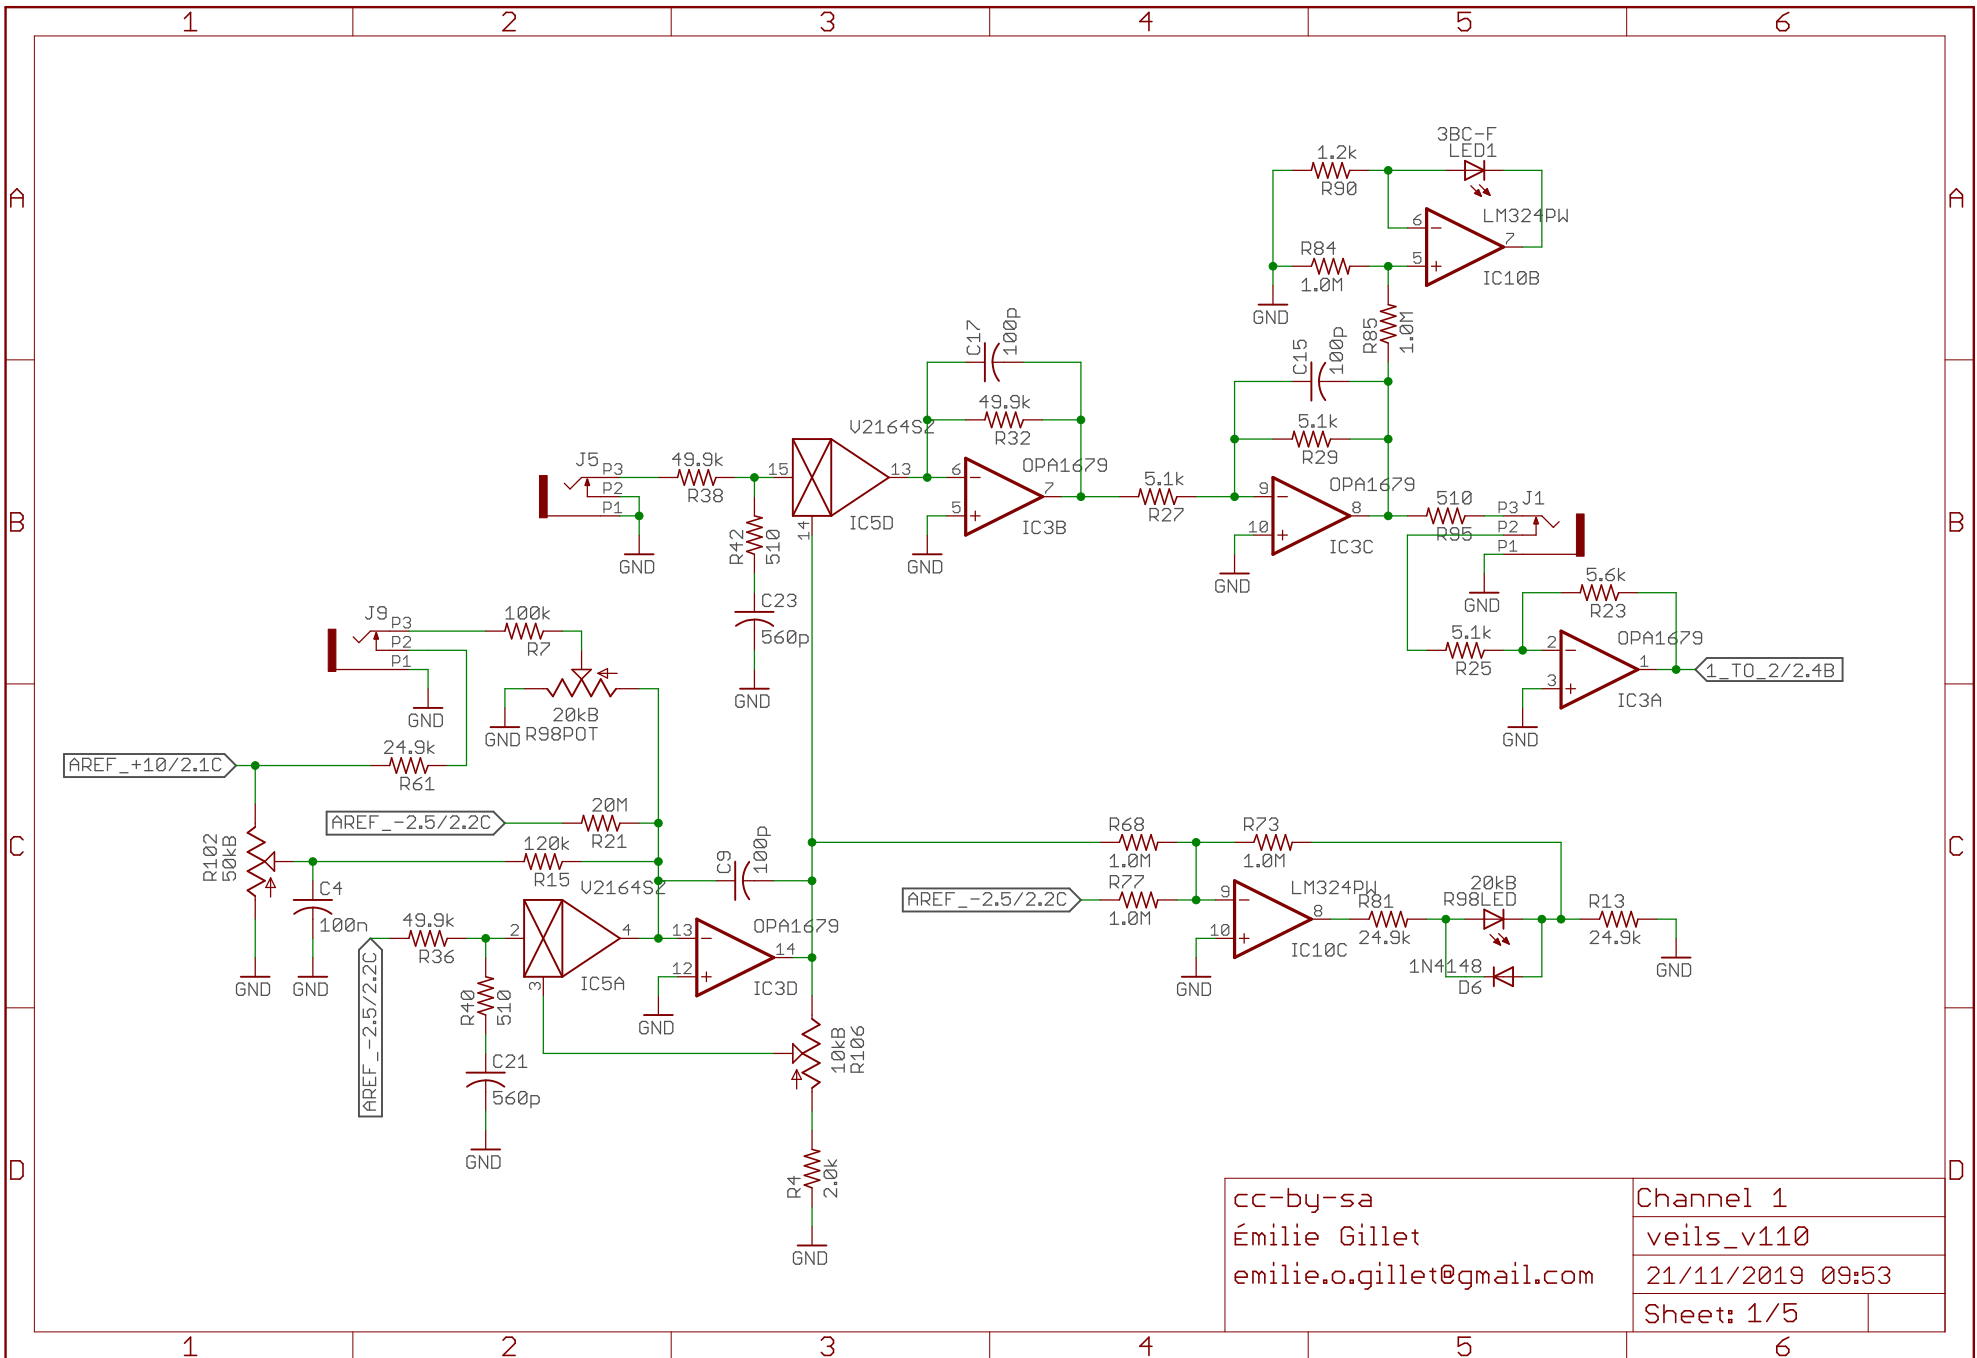 1 2 3 4 5 6
A
A
3BC-F
LED1
1.2k
R90
LM324PW
6
7
5
R84
1.0M
IC10B
GND
R85
1.0M
C17
100p
C15
100p
49.9k
R32
5.1k
R29
V2164S2
J5
P3
P2
P1
49.9k
R38
15
13
14
IC5D
6
5
7
OPA1679
IC3B
5.1k
R27
OPA1679
9
10
8
IC3C
510
R95
J1
P3
P2
P1
B
B
R42
510
GND
GND
GND
GND
C23
560p
GND
5.6k
R23
5.1k
R25
OPA1679
2
3
1
IC3A
GND
1_TO_2/2.4B
J9
P3
P2
P1
100k
R7
GND
20kB
GND
R98POT
AREF_+10/2.1C
24.9k
R61
AREF_-2.5/2.2C
20M
R21
C
C
R102
50kB
120k
R15
C4
100n
GND
GND
V2164S2
C9
100p
49.9k
R36
2
4
3
IC5A
13
12
14
OPA1679
IC3D
GND
AREF_-2.5/2.2C
R40
510
C21
560p
GND
10kB
R106
R4
2.0k
GND
R68
1.0M
R73
1.0M
R77
1.0M
AREF_-2.5/2.2C
LM324PW
9
10
8
IC10C
GND
R81
24.9k
20kB
R98LED
1N4148
D6
R13
24.9k
GND
D
D
cc-by-sa
Émilie Gillet
emilie.o.gillet@gmail.com
Channel 1
veils_v110
21/11/2019 09:53
Sheet: 1/5
1 2 3 4 5 6